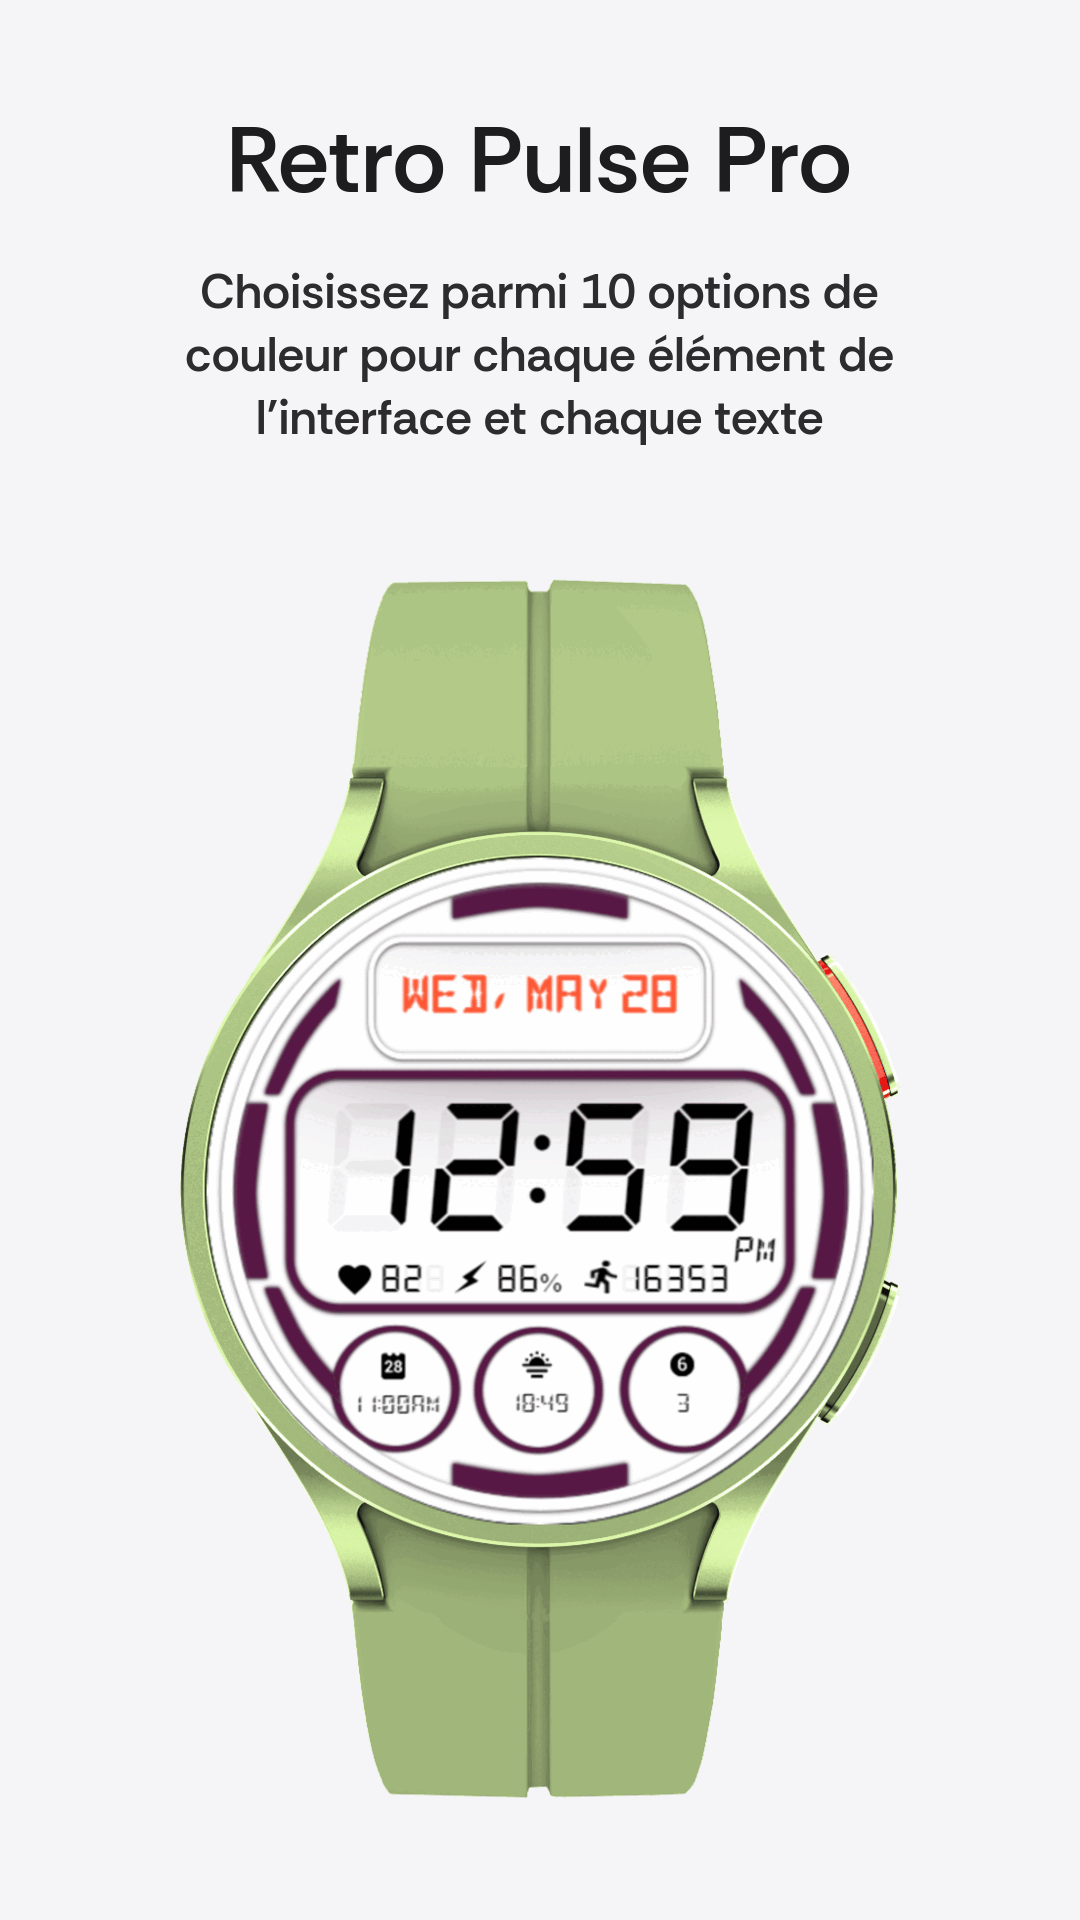 Retro Pulse Pro
Choisissez parmi 10 options de
couleur pour chaque élément de
l’interface et chaque texte
WED, MAY 28
12:59
PM
82 86% 16353
28 6
11:00AM 18:49 3